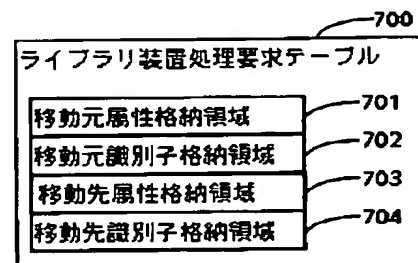 700
ライブラリ装置処理要求テーブル
移動元属性格納領域 701
移動元識別子格納領域 702
移動先属性格納領域 703
移動先識別子格納領域 704